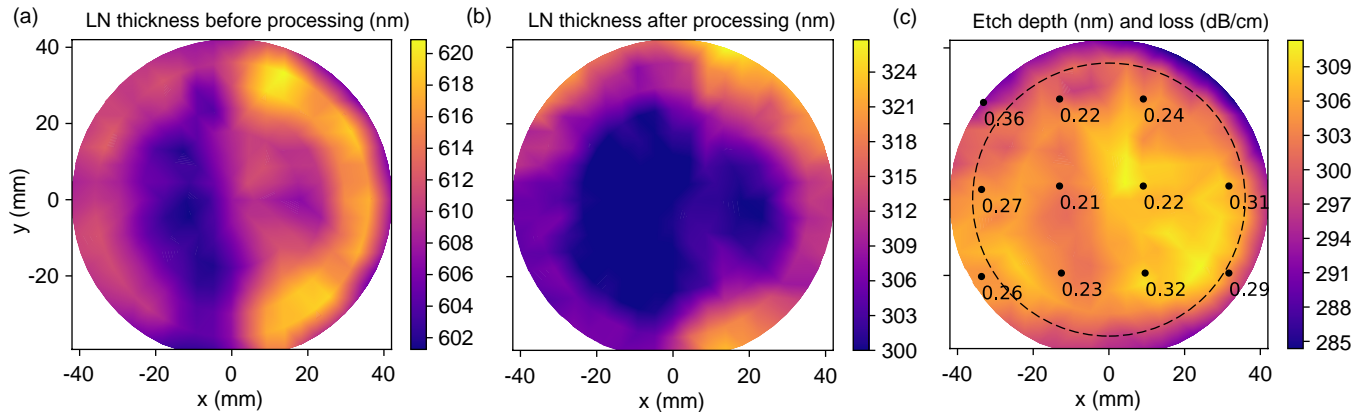 (a) LN thickness before processing (nm)
40
20
0
-20
y (mm)
-40 -20 0 20 40
x (mm)
620
618
616
614
612
610
608
606
604
602
(b) LN thickness after processing (nm)
-40 -20 0 20 40
x (mm)
324
321
318
315
312
309
306
303
300
(c) Etch depth (nm) and loss (dB/cm)
0.36 0.22 0.24
0.27 0.21 0.22 0.31
0.26 0.23 0.32 0.29
-40 -20 0 20 40
x (mm)
309
306
303
300
297
294
291
288
285